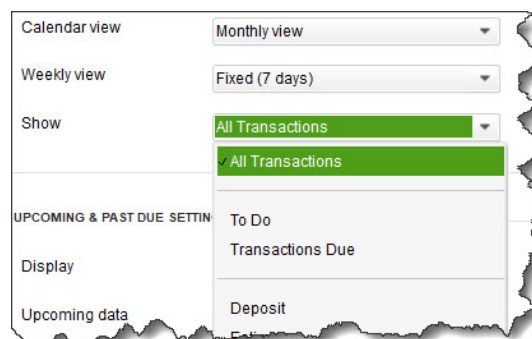 Calendar view Monthly view
Weekly view Fixed (7 days)
Show All Transactions
All Transactions
To Do
UPCOMING & PAST DUE
Transactions Due
Display
Deposit
Upcoming data